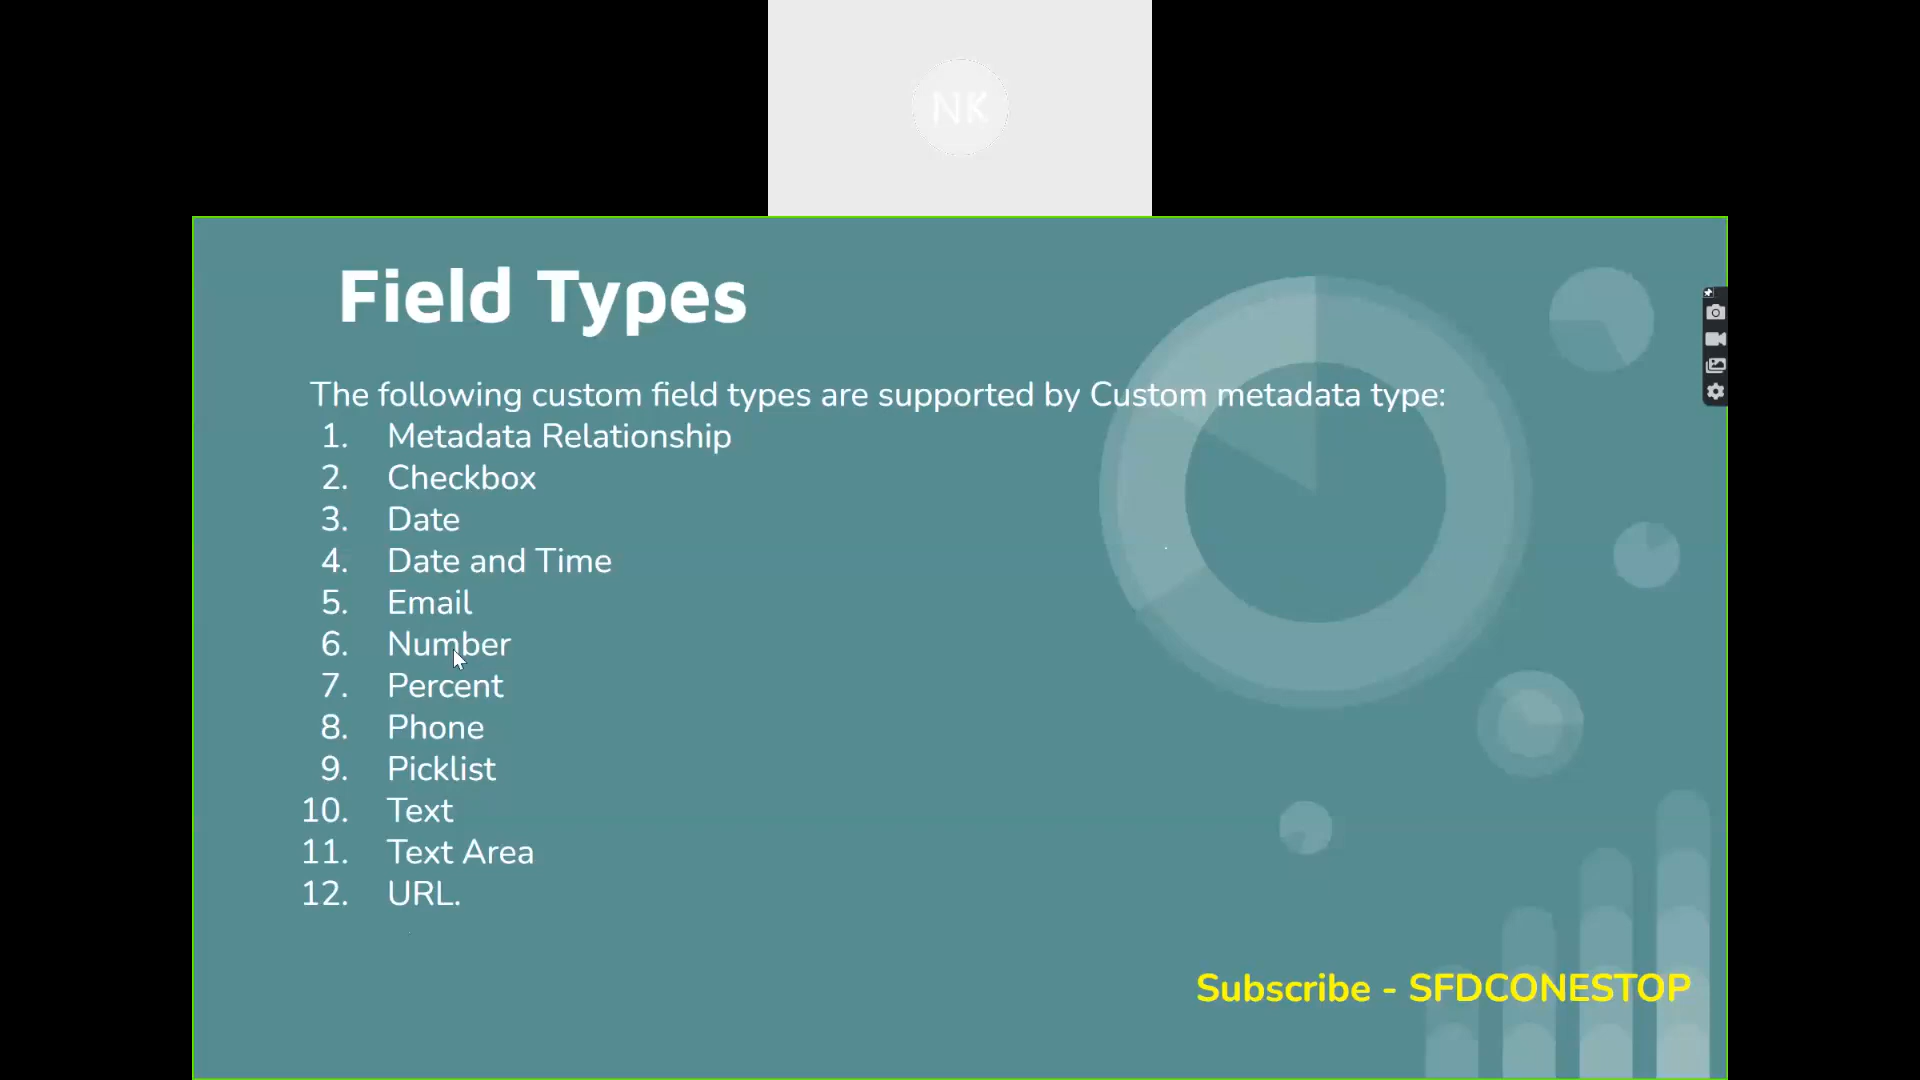 NK
Field Types
The following custom field types are supported by Custom metadata type:
1. Metadata Relationship
2. Checkbox
3. Date
4. Date and Time
5. Email
6. Number
7. Percent
8. Phone
9. Picklist
10. Text
11. Text Area
12. URL.
Subscribe - SFDCONESTOP